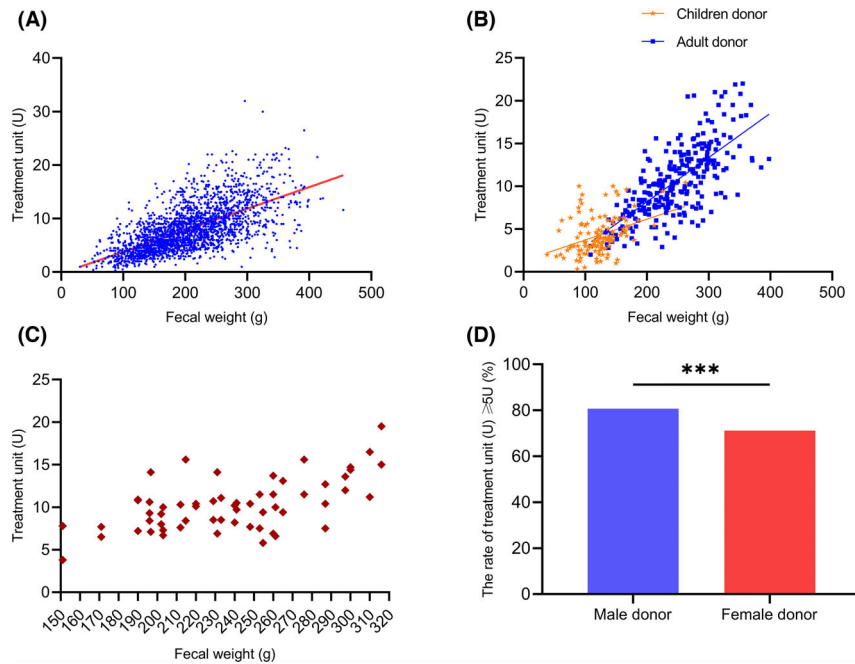 (A)
Treatment unit (U)
40
30
20
10
0
0 100 200 300 400 500
Fecal weight (g)
(B)
Children donor
Adult donor
Treatment unit (U)
25
20
15
10
5
0
0 100 200 300 400 500
Fecal weight (g)
(C)
Treatment unit (U)
25
20
15
10
5
0
150 160 170 180 190 200 210 220 230 240 250 260 270 280 290 300 310 320
Fecal weight (g)
(D)
The rate of treatment unit (U) ⩾5U (%)
100
80
60
40
20
0
***
Male donor Female donor